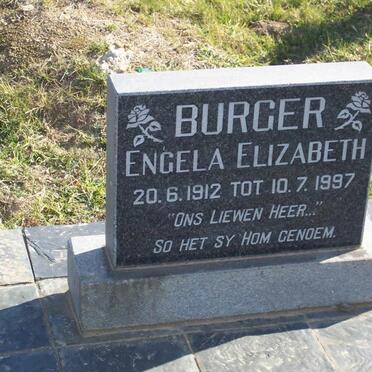 BURGER
ENGELA ELIZABETH
20.6.1912 TOT 10.7.1997
"ONS LIEWEN HEER..."
SO HET SY HOM GENOEM.